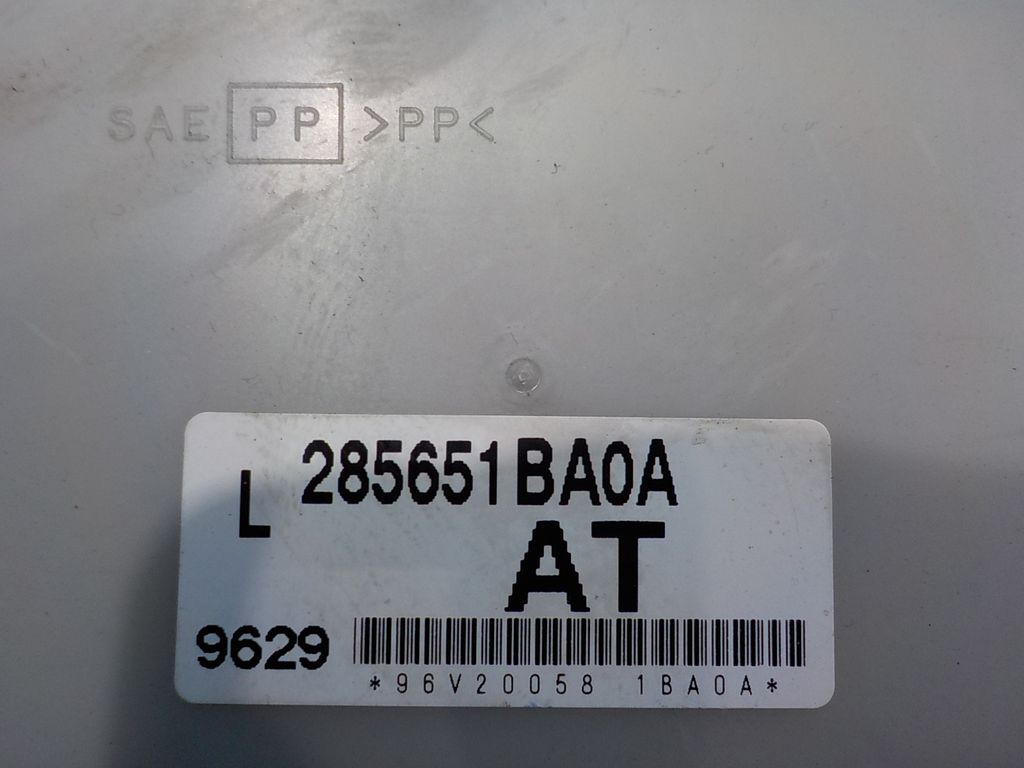 SAE PP >PP<
L 285651BA0A
AT
9629
*96V20058 1BA0A*